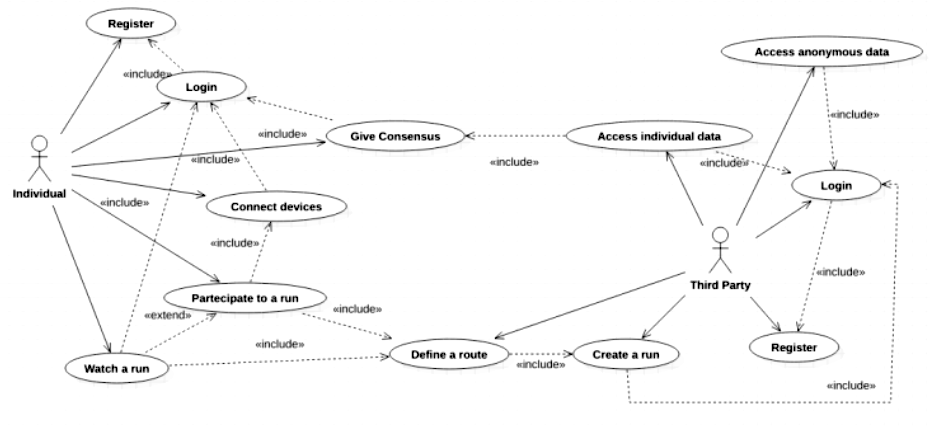 Register
Access anonymous data
«include»
Login
«include»
«include»
Give Consensus
Access individual data
«include»
«include»
«include»
Login
Individual
«include»
Connect devices
«include»
«include»
Third Party
Partecipate to a run
«include»
«extend»
«include»
«include»
Define a route
Create a run
Register
Watch a run
«include»
«include»